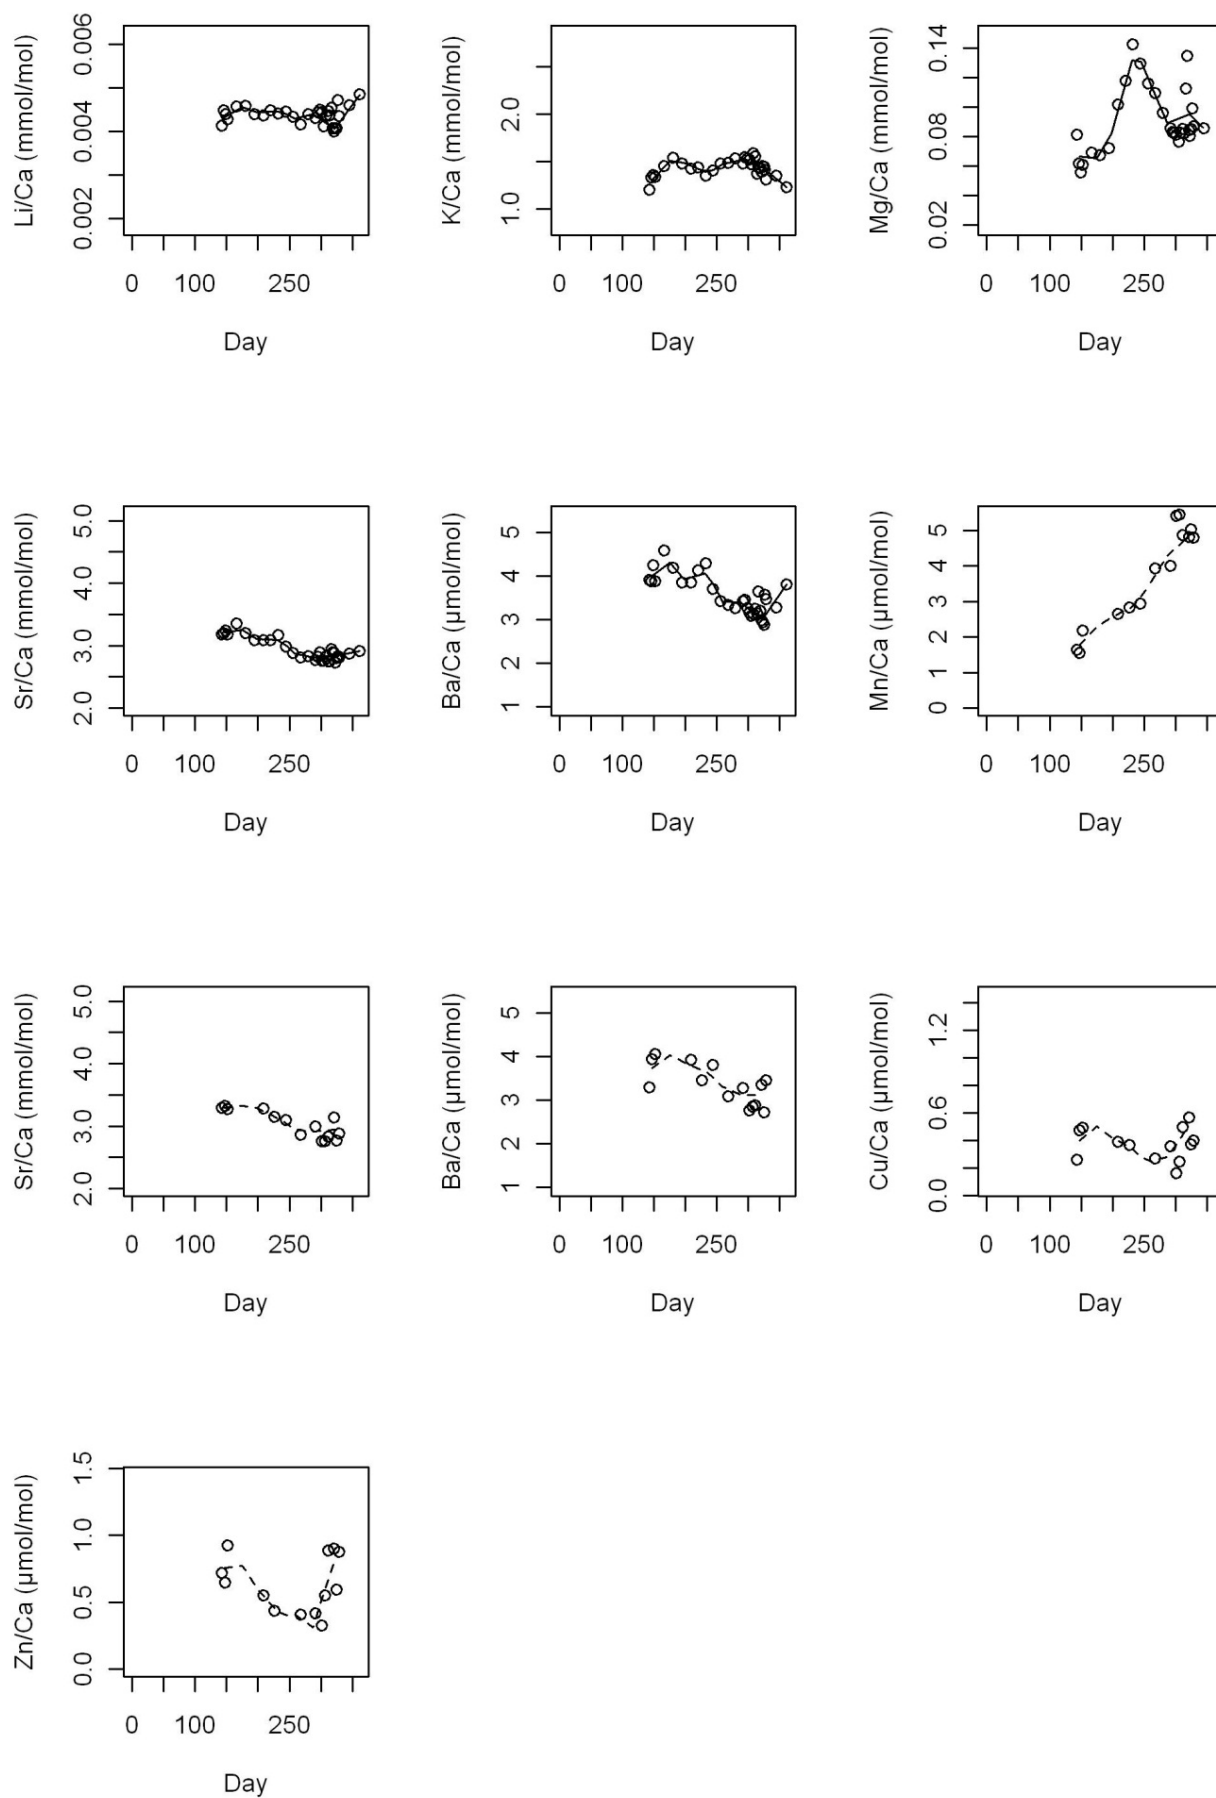 Li/Ca (mmol/mol)
0.002 0.004 0.006
0 100 250
Day
K/Ca (mmol/mol)
1.0 2.0
0 100 250
Day
Mg/Ca (mmol/mol)
0.02 0.08 0.14
0 100 250
Day
Sr/Ca (mmol/mol)
2.0 3.0 4.0 5.0
0 100 250
Day
Ba/Ca (μmol/mol)
1 2 3 4 5
0 100 250
Day
Mn/Ca (μmol/mol)
0 1 2 3 4 5
0 100 250
Day
Sr/Ca (mmol/mol)
2.0 3.0 4.0 5.0
0 100 250
Day
Ba/Ca (μmol/mol)
1 2 3 4 5
0 100 250
Day
Cu/Ca (μmol/mol)
0.0 0.6 1.2
0 100 250
Day
Zn/Ca (μmol/mol)
0.0 0.5 1.0 1.5
0 100 250
Day